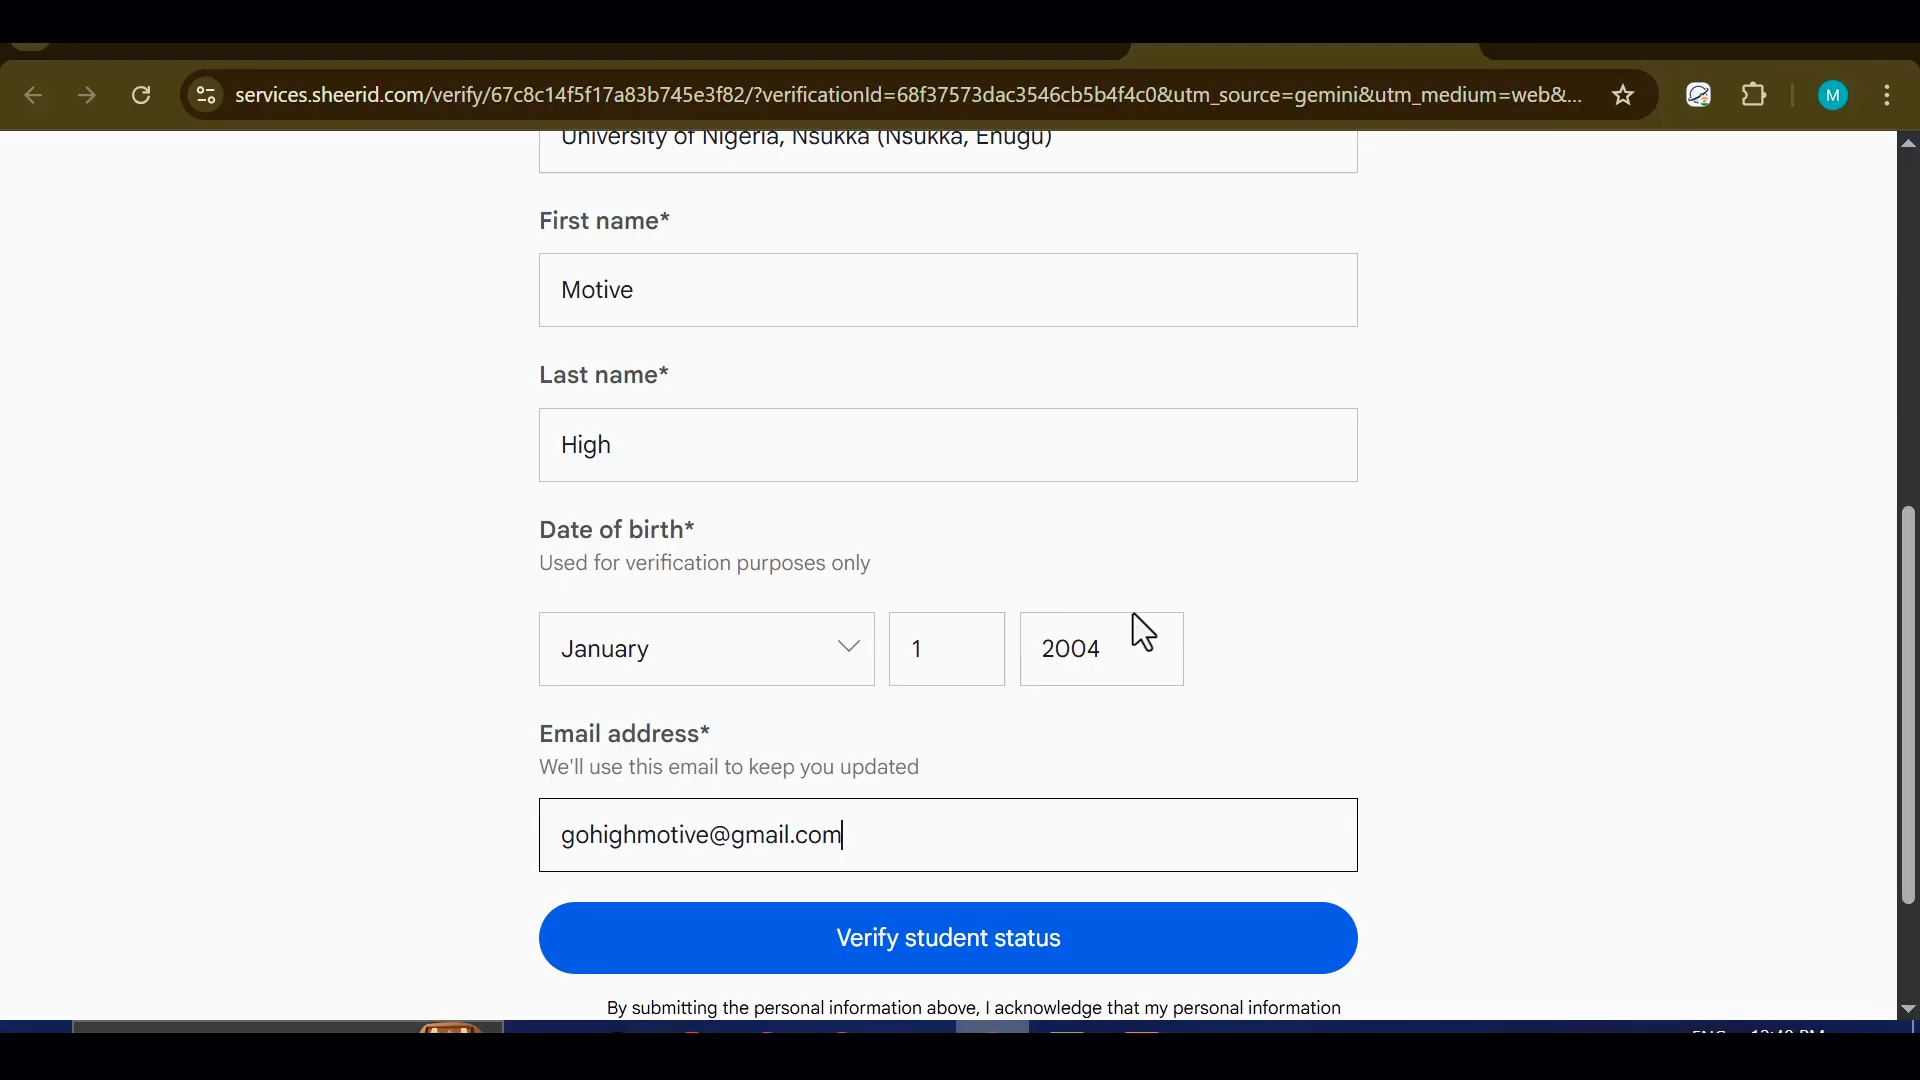 services.sheerid.com/verify/67c8c14f5f17a83b745e3f82/?verificationId=68f37573dac3546cb5b4f4c0&utm_source=gemini&utm_medium=web&...
M
University of Nigeria, Nsukka (Nsukka, Enugu)
First name*
Motive
Last name*
High
Date of birth*
Used for verification purposes only
January 1 2004
Email address*
We'll use this email to keep you updated
gohighmotive@gmail.com
Verify student status
By submitting the personal information above, I acknowledge that my personal information